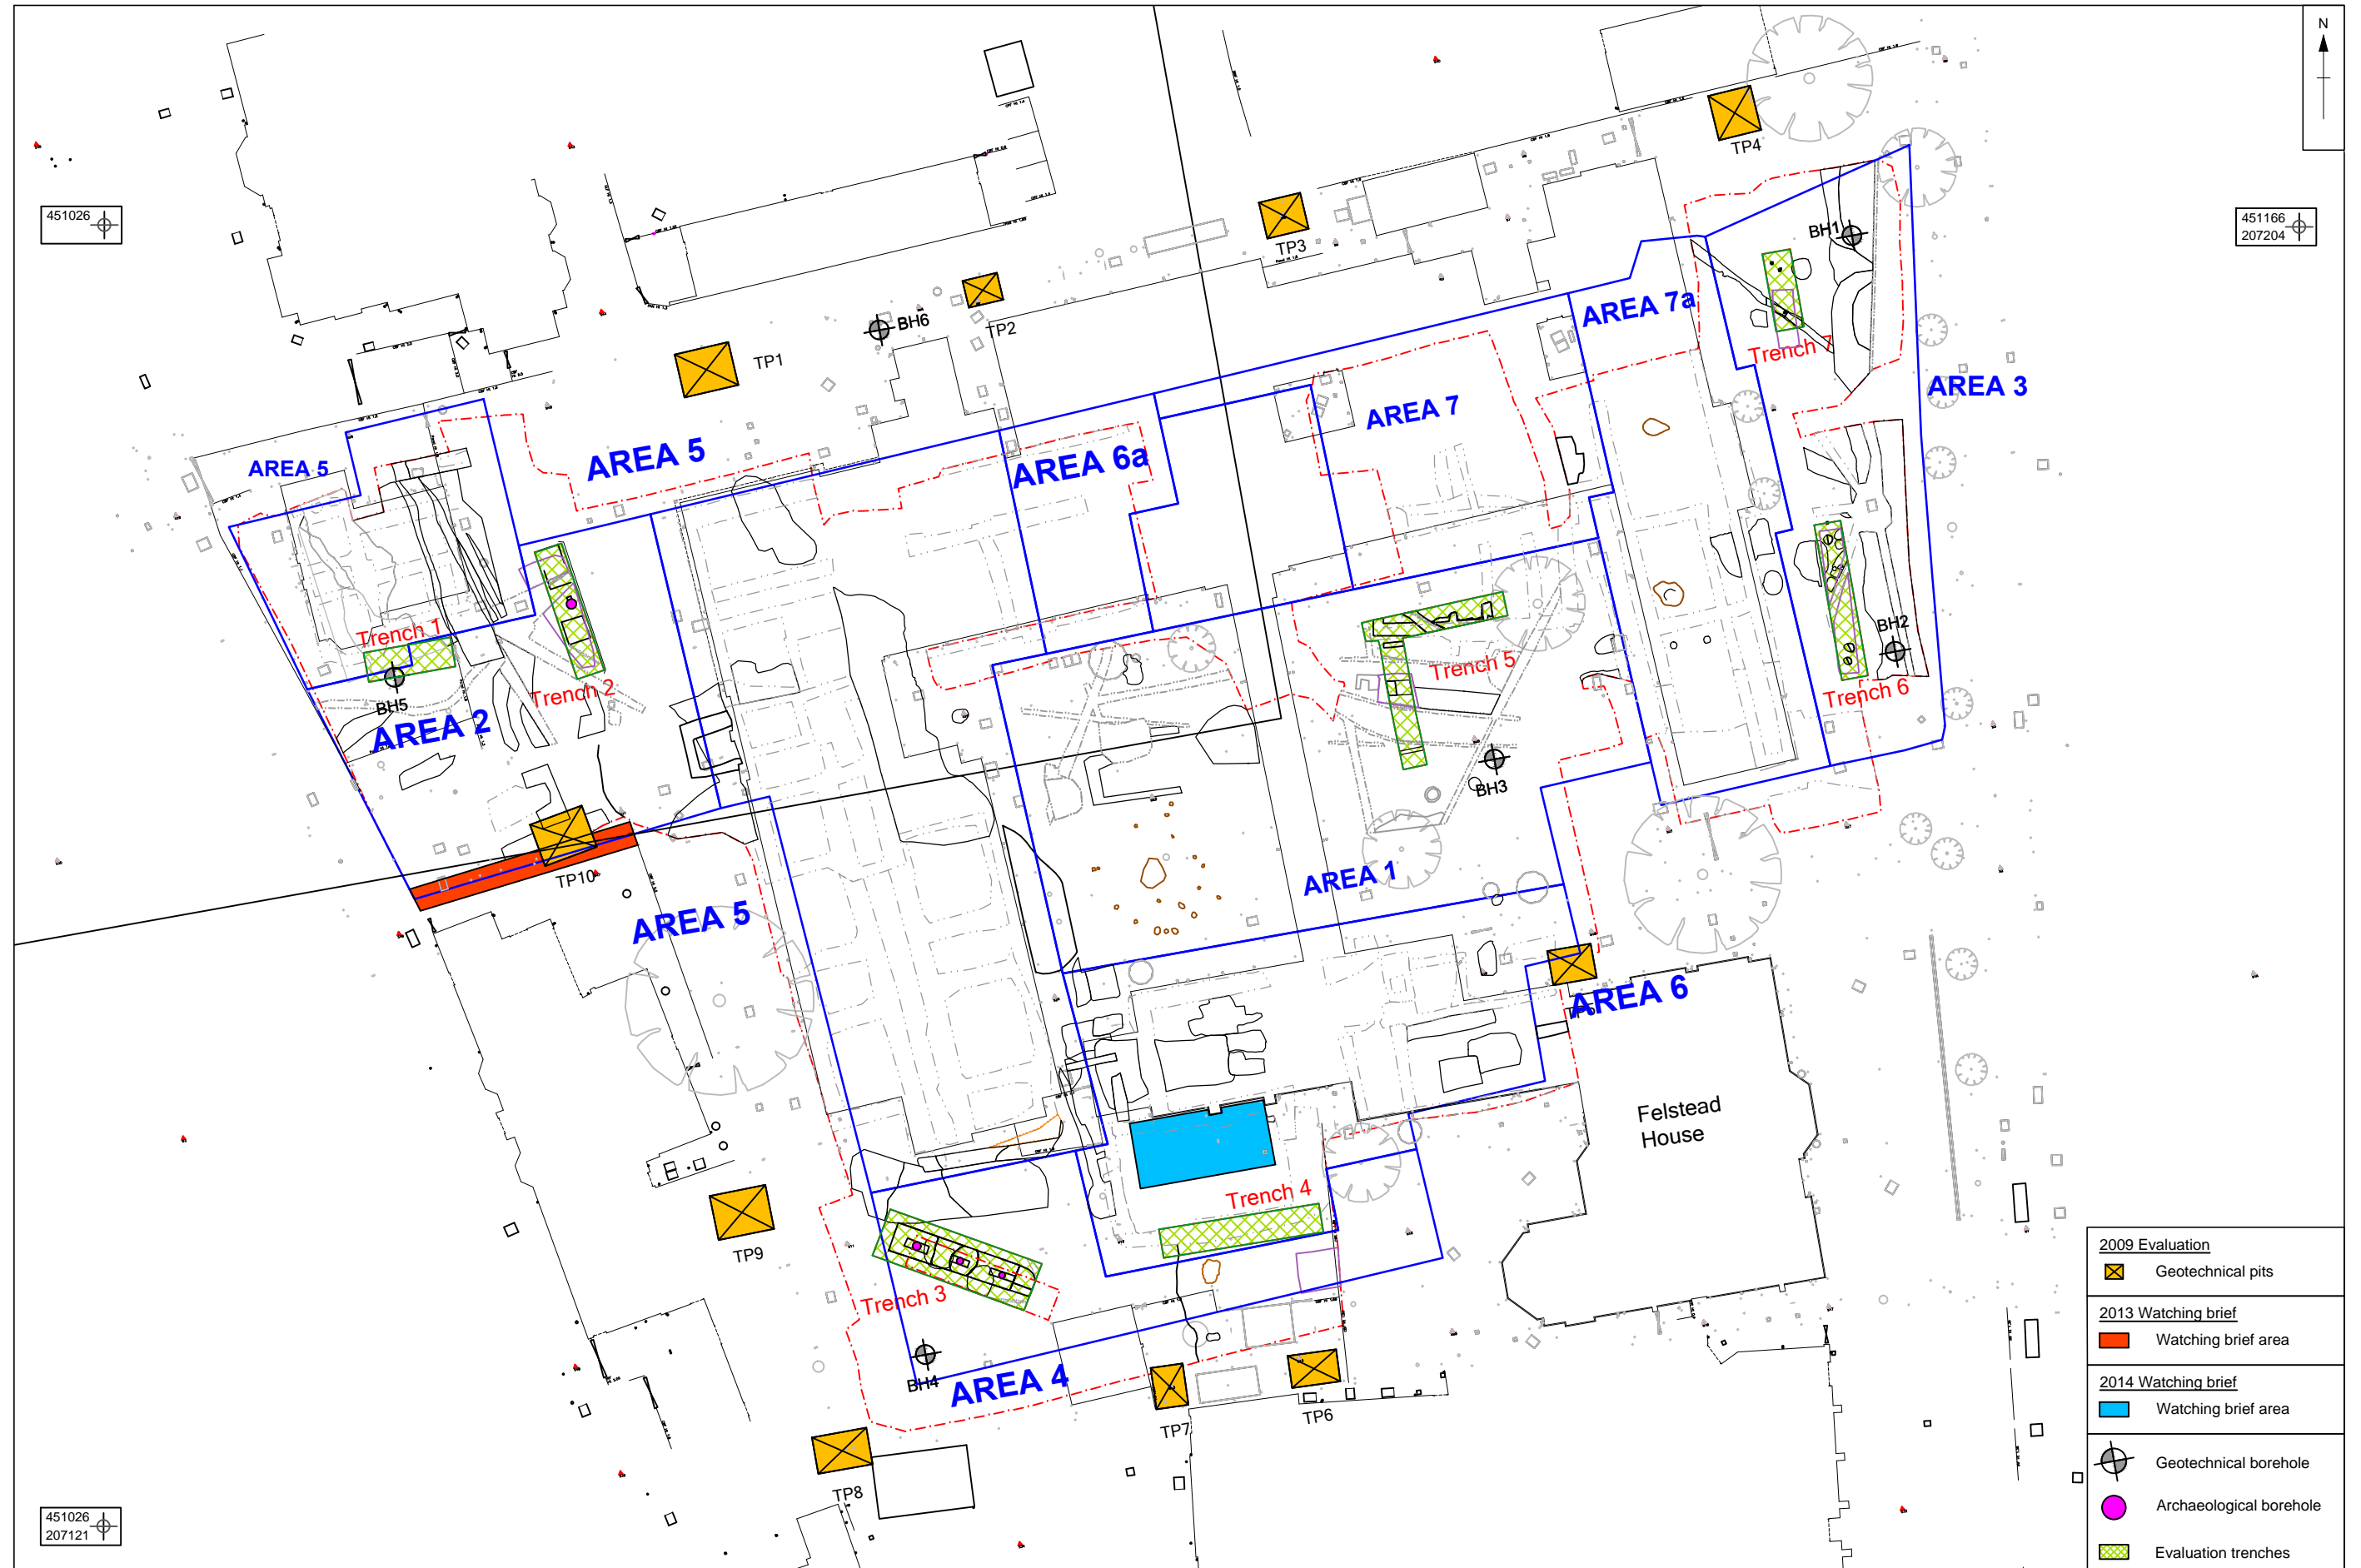 N
451026
451166
207204
TP4
TP3
BH1
AREA 7a
BH6
TP2
TP1
Trench 7
AREA 3
AREA 7
AREA 5
AREA 5
AREA 6a
Trench 1
BH2
Trench 5
Trench 2
Trench 6
BH5
AREA 2
BH3
TP10
AREA 1
AREA 5
AREA 6
Felstead
House
Trench 4
TP9
Trench 3
BH4
AREA 4
TP7
TP6
TP8
451026
207121
2009 Evaluation
Geotechnical pits
2013 Watching brief
Watching brief area
2014 Watching brief
Watching brief area
Geotechnical borehole
Archaeological borehole
Evaluation trenches